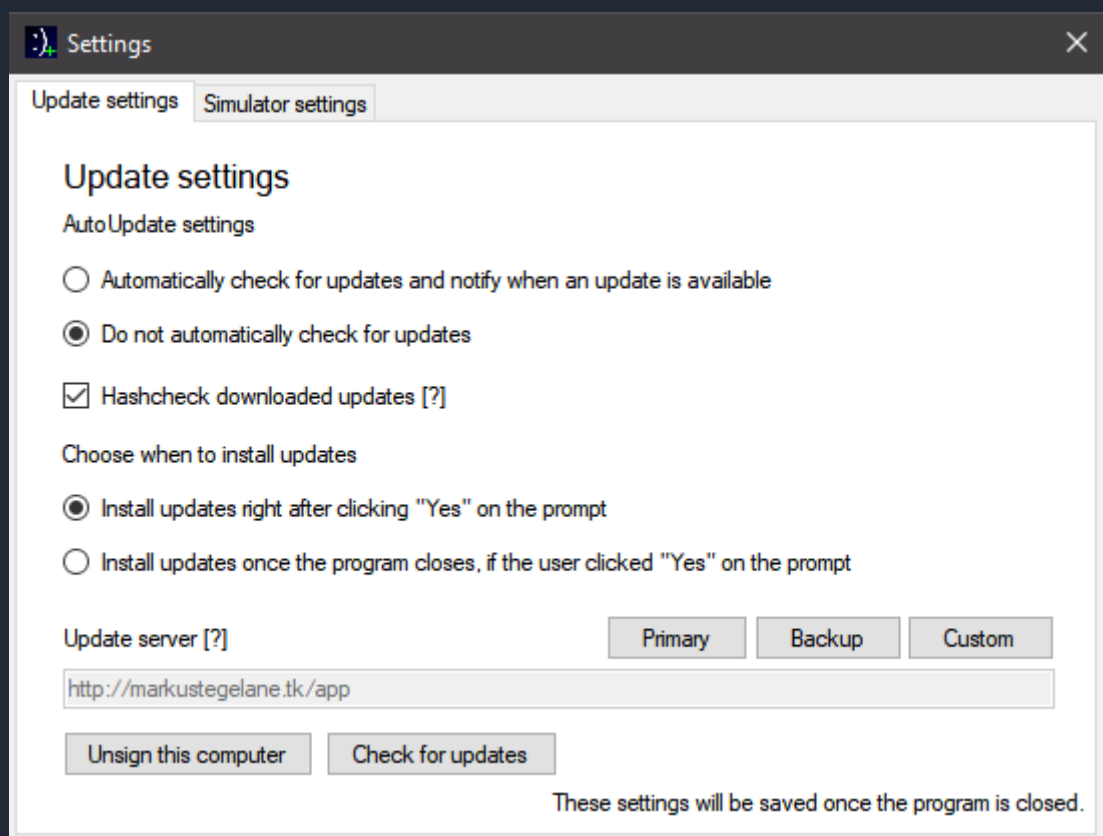 Settings
Update settings
Simulator settings
Update settings
AutoUpdate settings
Automatically check for updates and notify when an update is available
Do not automatically check for updates
Hashcheck downloaded updates [?]
Choose when to install updates
Install updates right after clicking "Yes" on the prompt
Install updates once the program closes, if the user clicked "Yes" on the prompt
Update server [?]
Primary
Backup
Custom
http://markustegelane.tk/app
Unsign this computer
Check for updates
These settings will be saved once the program is closed.